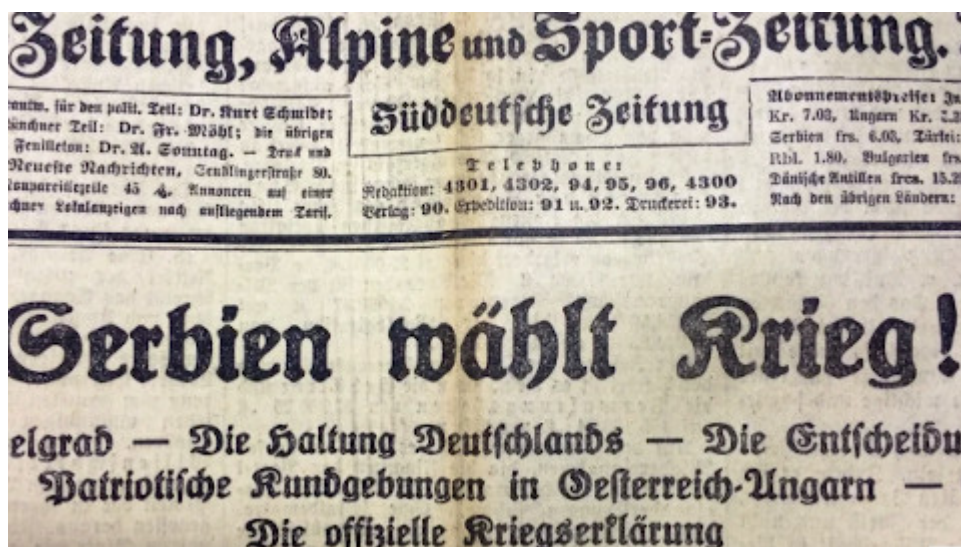 Zeitung, Alpine und Sport-Zeitung.
für den polit. Teil: Dr. Kurt Schmidt;
Teil: Dr. Fr. Möhl; die übrigen
Feuilleton: Dr. A. Sonntag. — Druck und
Neueste Nachrichten, Sendlingerstraße 80.
45 ₰. Annoncen auf einer
Lokalanzeigen nach aufliegendem Tarif.
Süddeutsche Zeitung
Telephone:
Redaktion: 4301, 4302, 94, 95, 96, 4300
Verlag: 90. Expedition: 91 u. 92. Druckerei: 93.
Abonnementspreise:
Kr. 7.03, Ungarn Kr.
Serbien frs. 6.03, Türkei:
Rbl. 1.80, Bulgarien frs.
Dänische Antillen frcs. 15.2
Nach den übrigen Ländern:
Serbien wählt Krieg!
elgrad — Die Haltung Deutschlands — Die Entscheidu
Patriotische Kundgebungen in Oesterreich-Ungarn —
Die offizielle Kriegserklärung